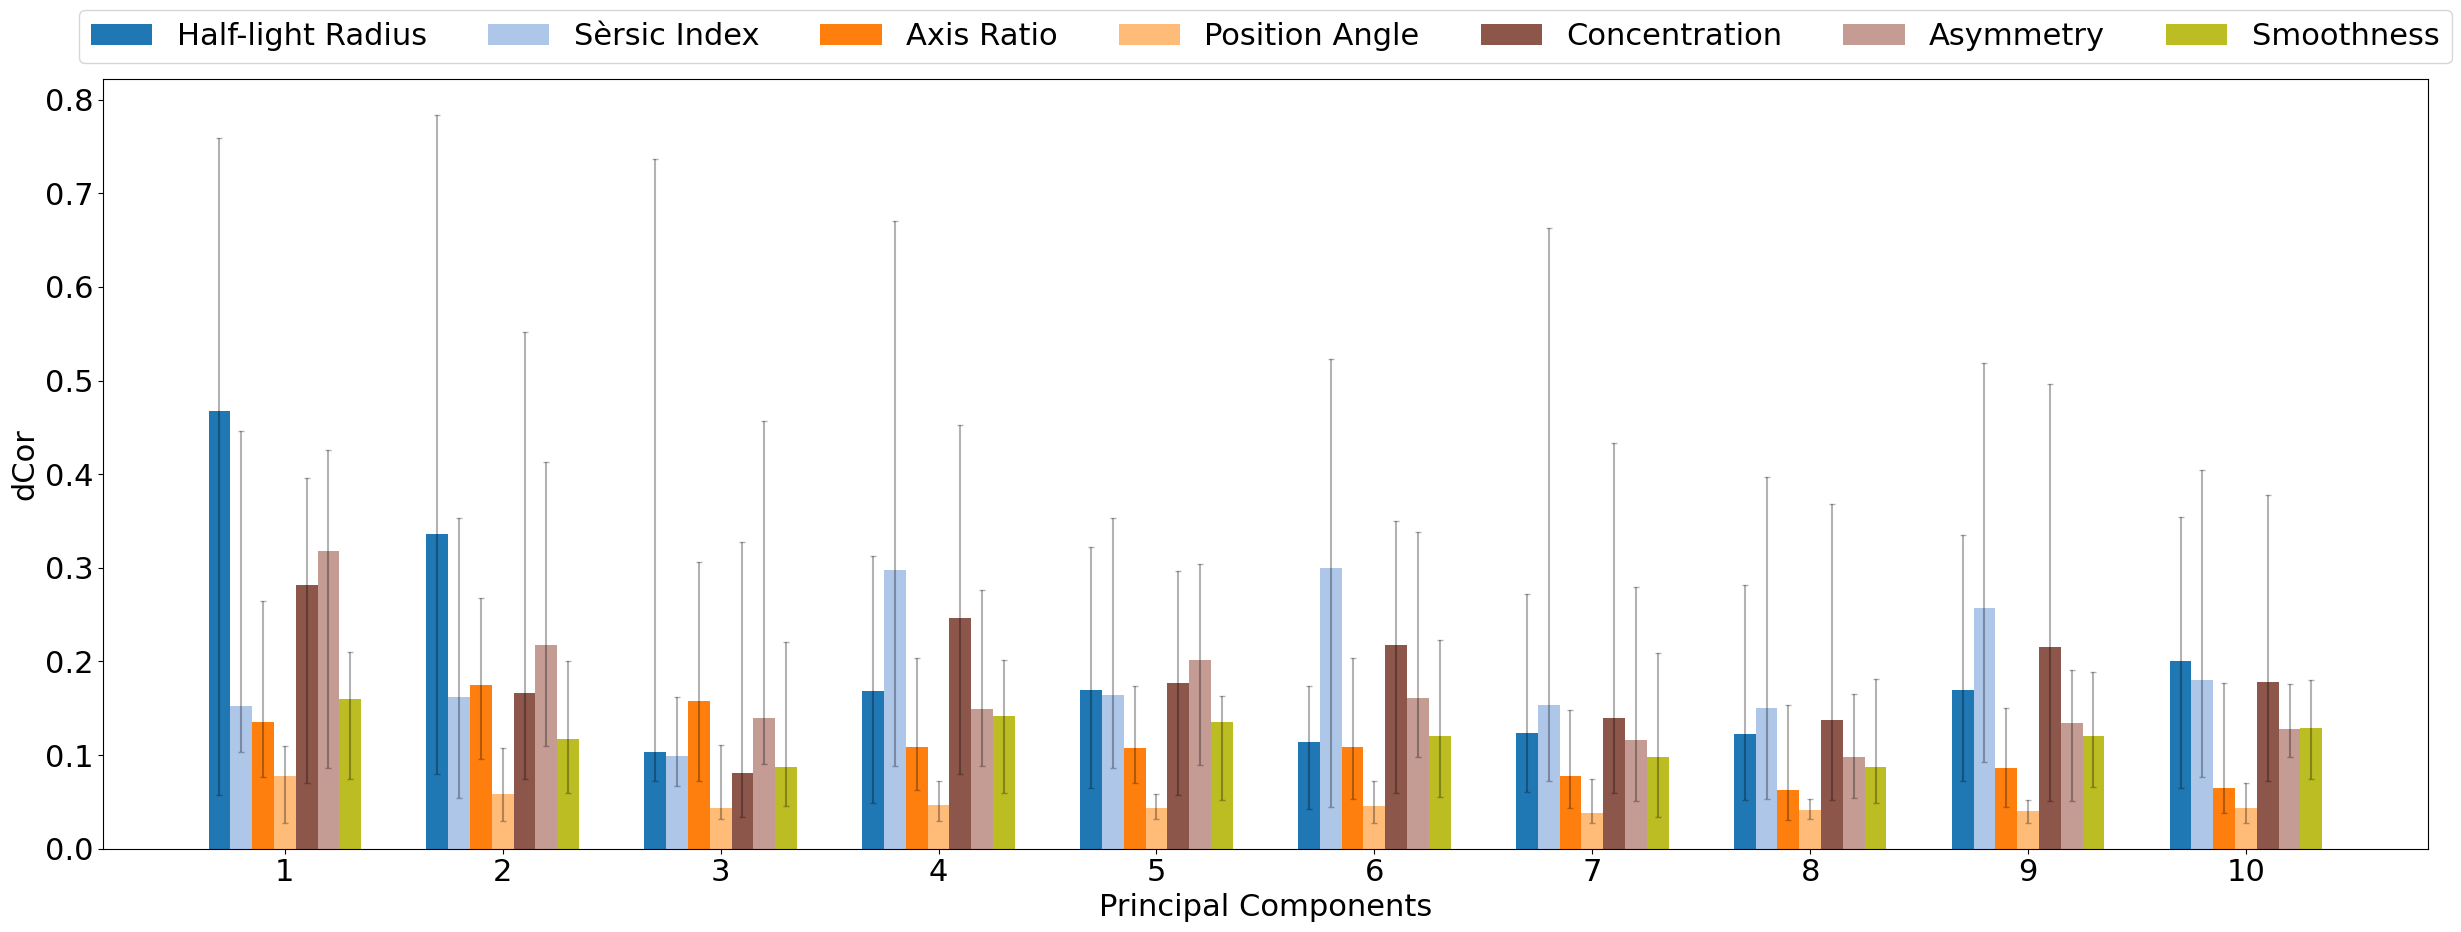 Half-light Radius Sèrsic Index Axis Ratio Position Angle Concentration Asymmetry Smoothness
0.8
0.7
0.6
0.5
0.4
0.3
0.2
0.1
0.0
dCor
1 2 3 4 5 6 7 8 9 10
Principal Components